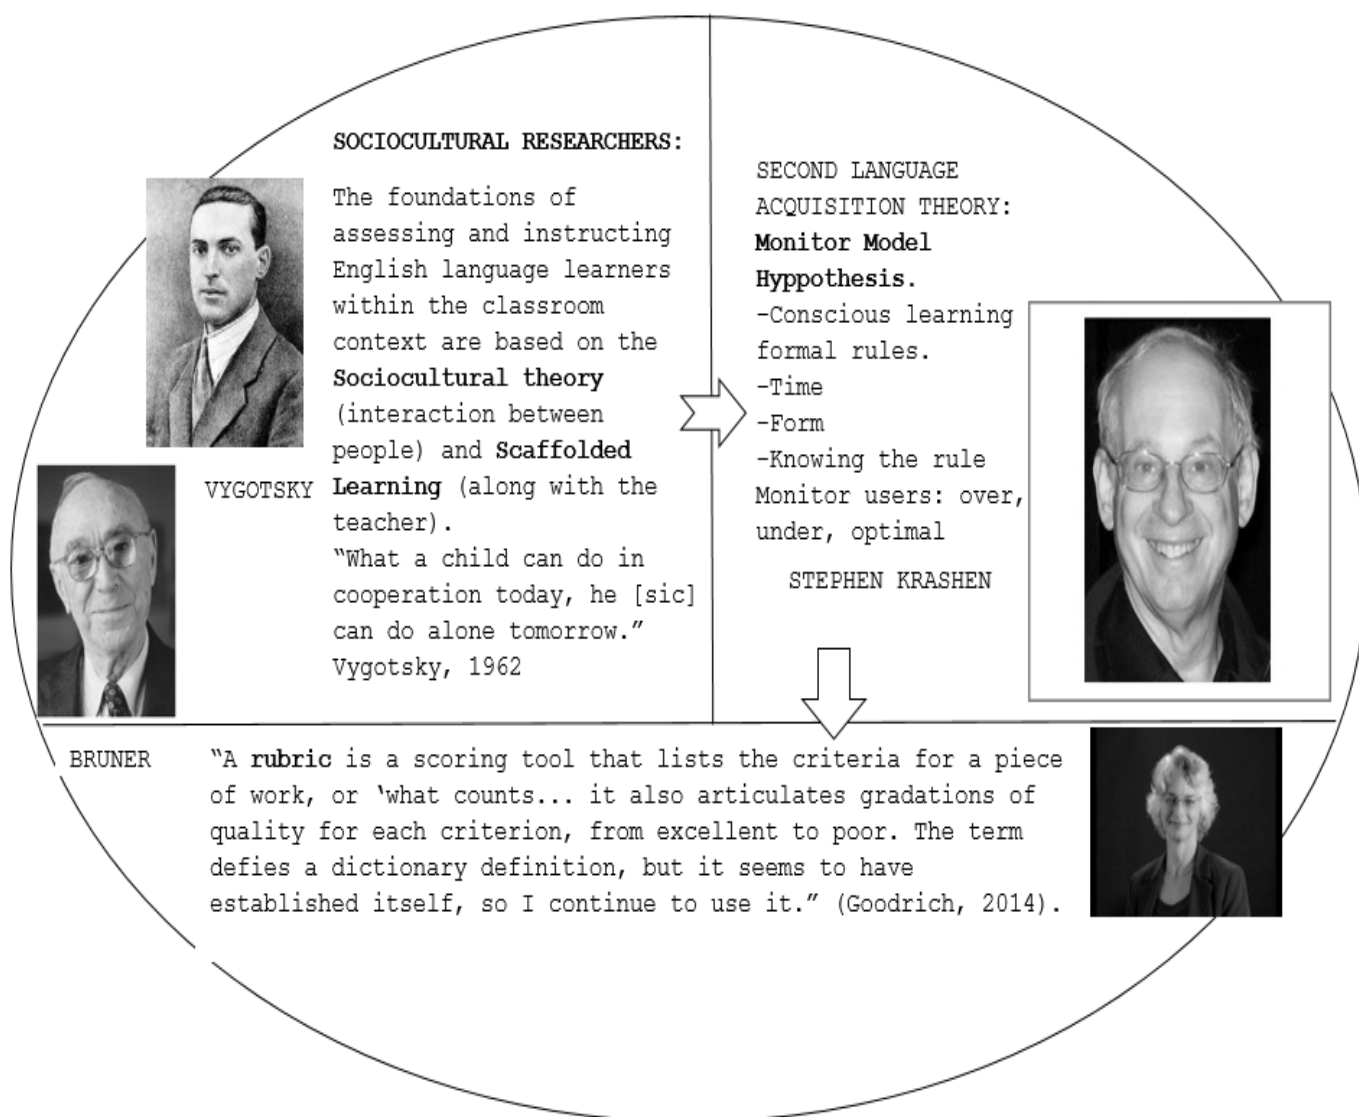 SOCIOCULTURAL RESEARCHERS:
The foundations of
assessing and instructing
English language learners
within the classroom
context are based on the
Sociocultural theory
(interaction between
people) and Scaffolded
Learning (along with the
teacher).
“What a child can do in
cooperation today, he [sic]
can do alone tomorrow.”
Vygotsky, 1962
VYGOTSKY
BRUNER
SECOND LANGUAGE
ACQUISITION THEORY:
Monitor Model
Hyppothesis.
-Conscious learning
formal rules.
-Time
-Form
-Knowing the rule
Monitor users: over,
under, optimal
STEPHEN KRASHEN
“A rubric is a scoring tool that lists the criteria for a piece
of work, or ‘what counts... it also articulates gradations of
quality for each criterion, from excellent to poor. The term
defies a dictionary definition, but it seems to have
established itself, so I continue to use it.” (Goodrich, 2014).